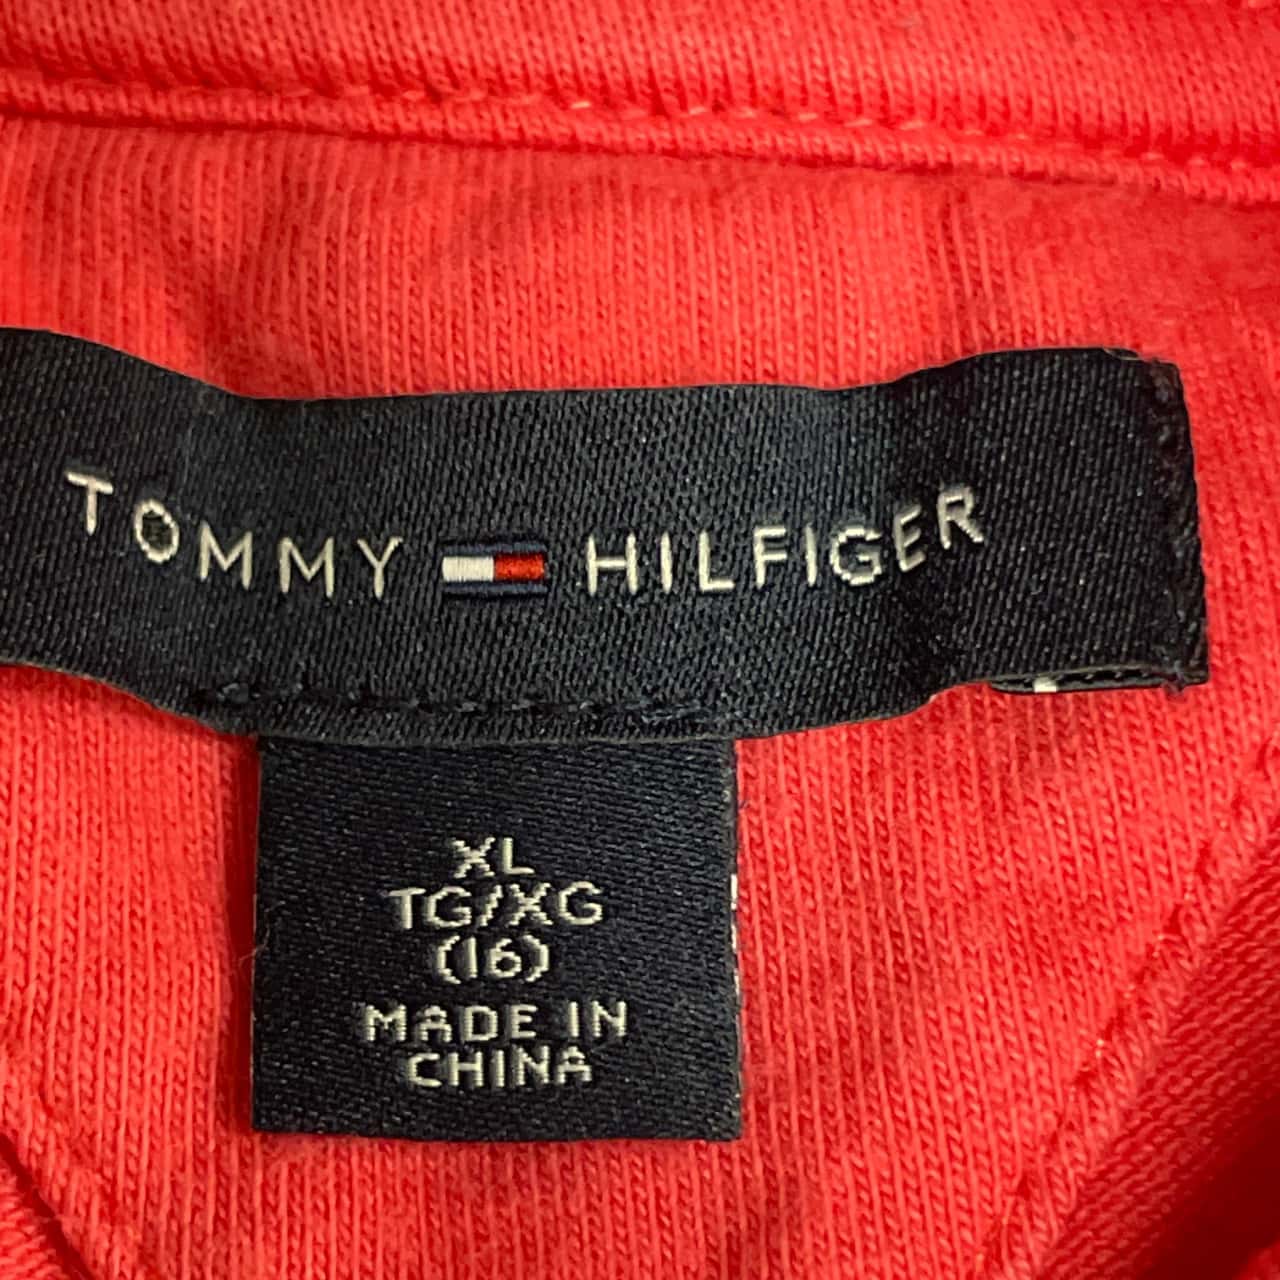 TOMMY HILFIGER
XL
TG/XG
(16)
MADE IN
CHINA